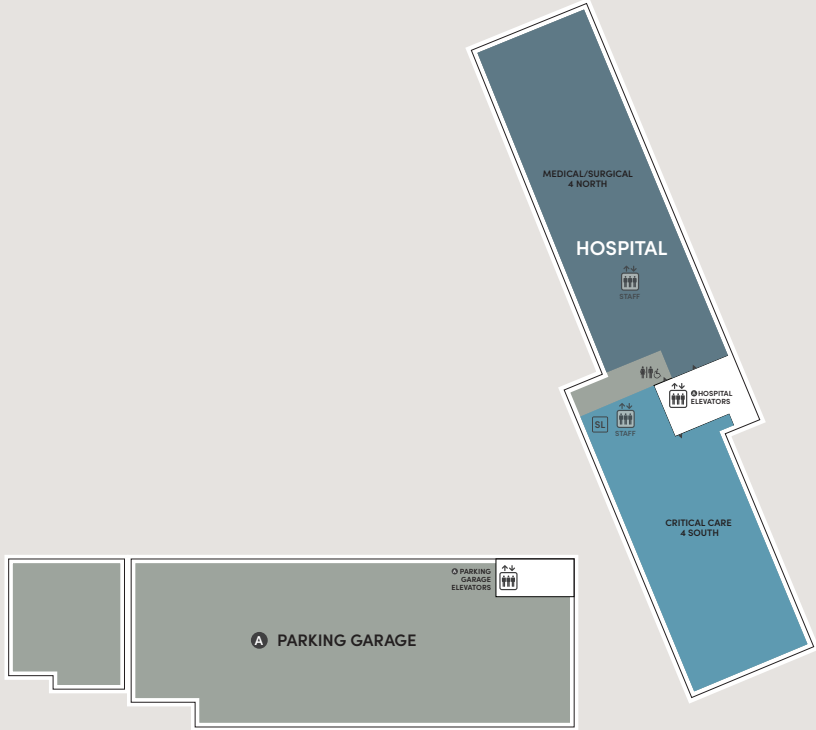 MEDICAL/SURGICAL
4 NORTH
HOSPITAL
STAFF
HOSPITAL
ELEVATORS
SL
STAFF
CRITICAL CARE
4 SOUTH
PARKING
GARAGE
ELEVATORS
A PARKING GARAGE